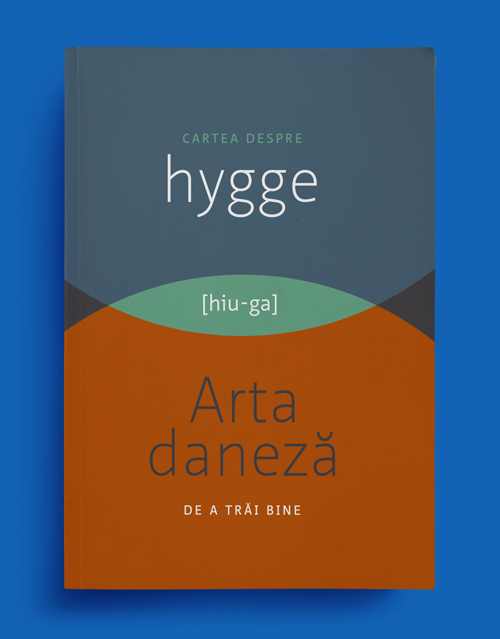 CARTEA DESPRE
hygge
[hiu-ga]
Arta
daneză
DE A TRĂI BINE